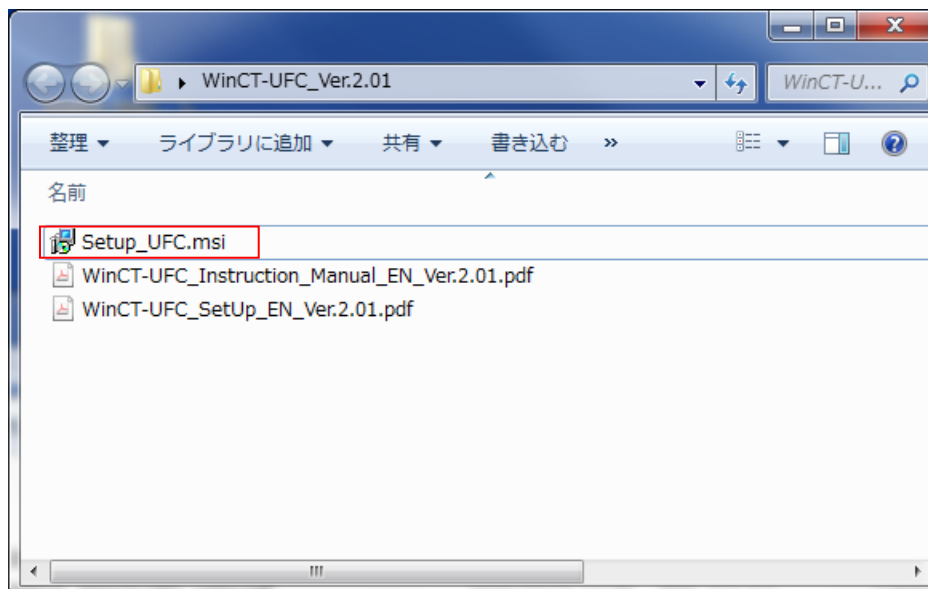 WinCT-UFC_Ver.2.01
WinCT-U...
整理 ライブラリに追加 共有 書き込む »
名前
Setup_UFC.msi
WinCT-UFC_Instruction_Manual_EN_Ver.2.01.pdf
WinCT-UFC_SetUp_EN_Ver.2.01.pdf